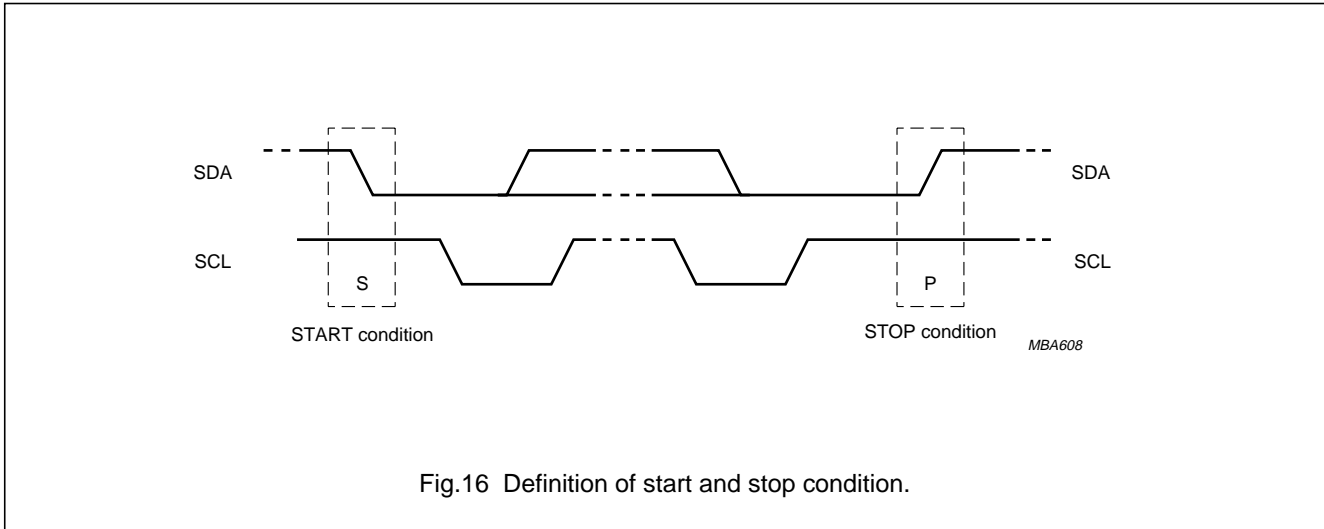 SDA
SDA
SCL
SCL
S
P
START condition
STOP condition
MBA608
Fig.16 Definition of start and stop condition.